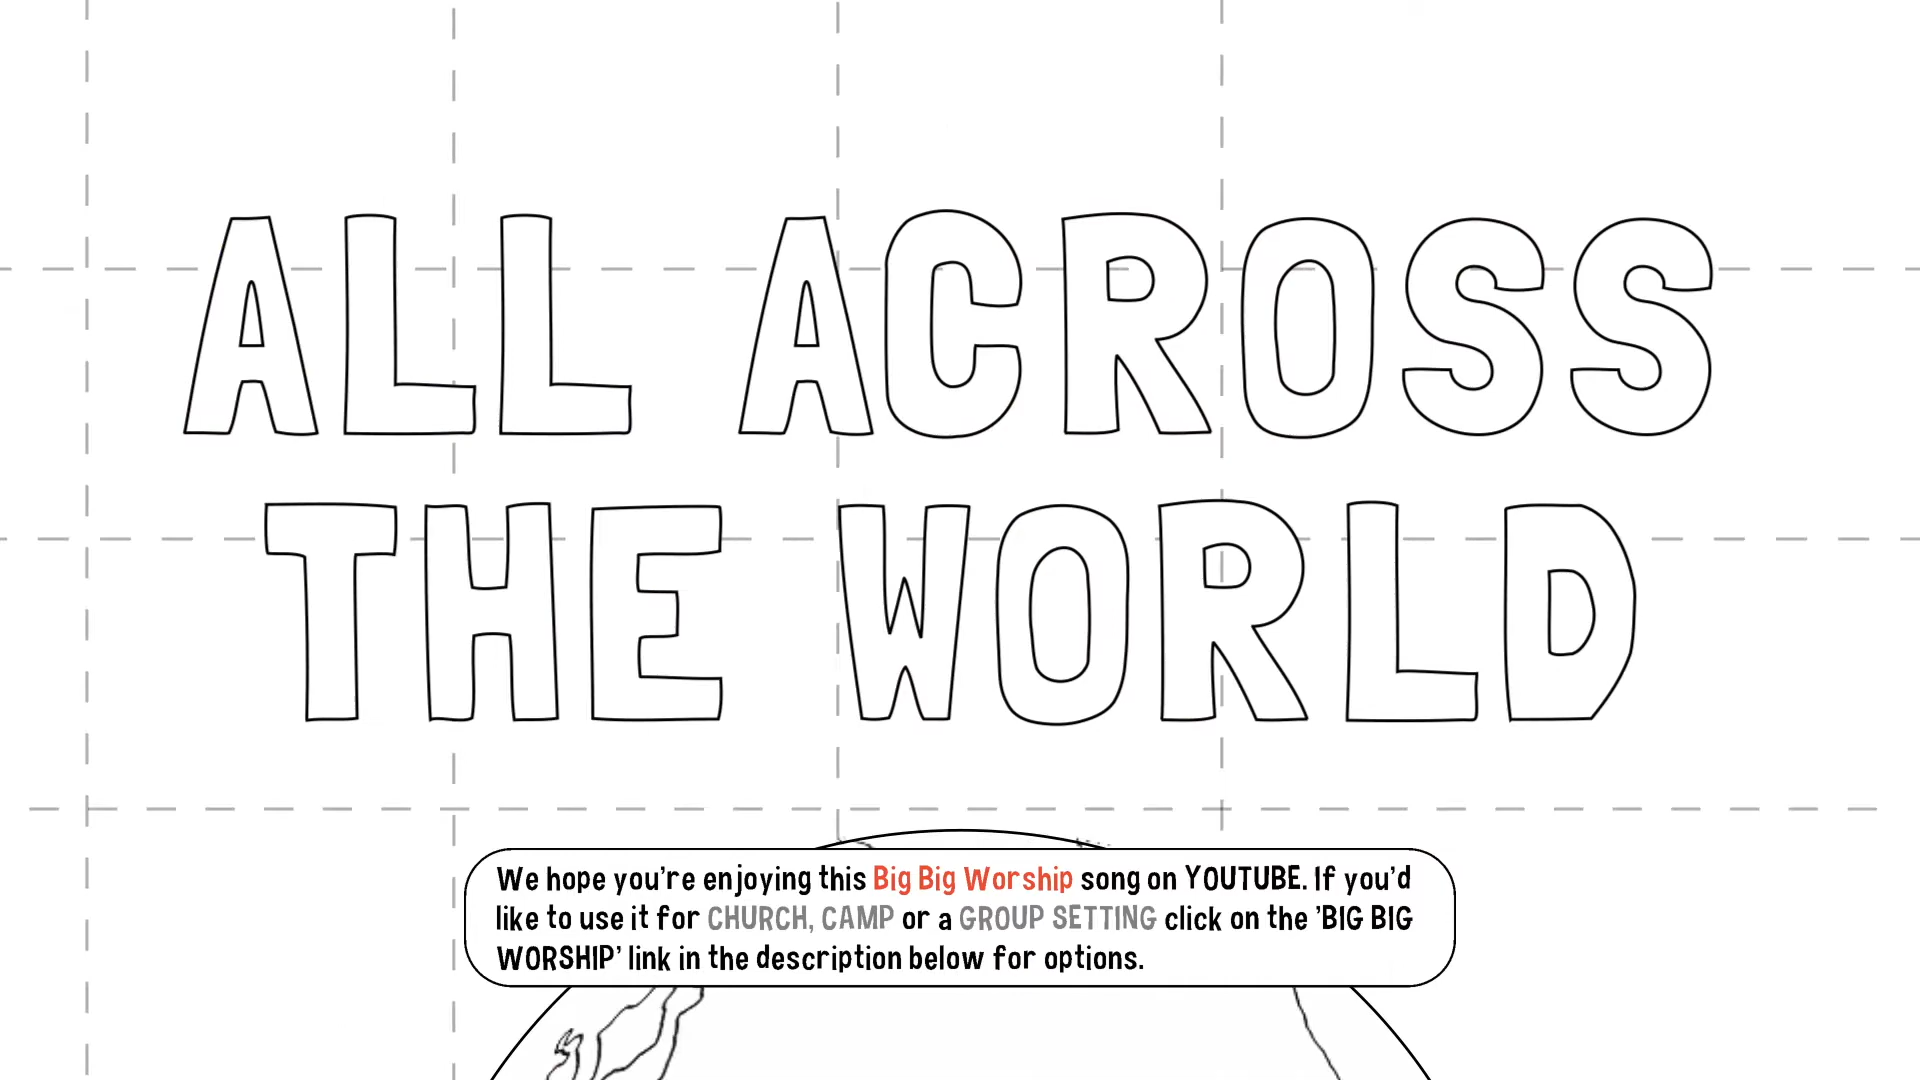 ALL ACROSS
THE WORLD
We hope you're enjoying this Big Big Worship song on YOUTUBE. If you'd
like to use it for CHURCH, CAMP or a GROUP SETTING click on the 'BIG BIG
WORSHIP' link in the description below for options.